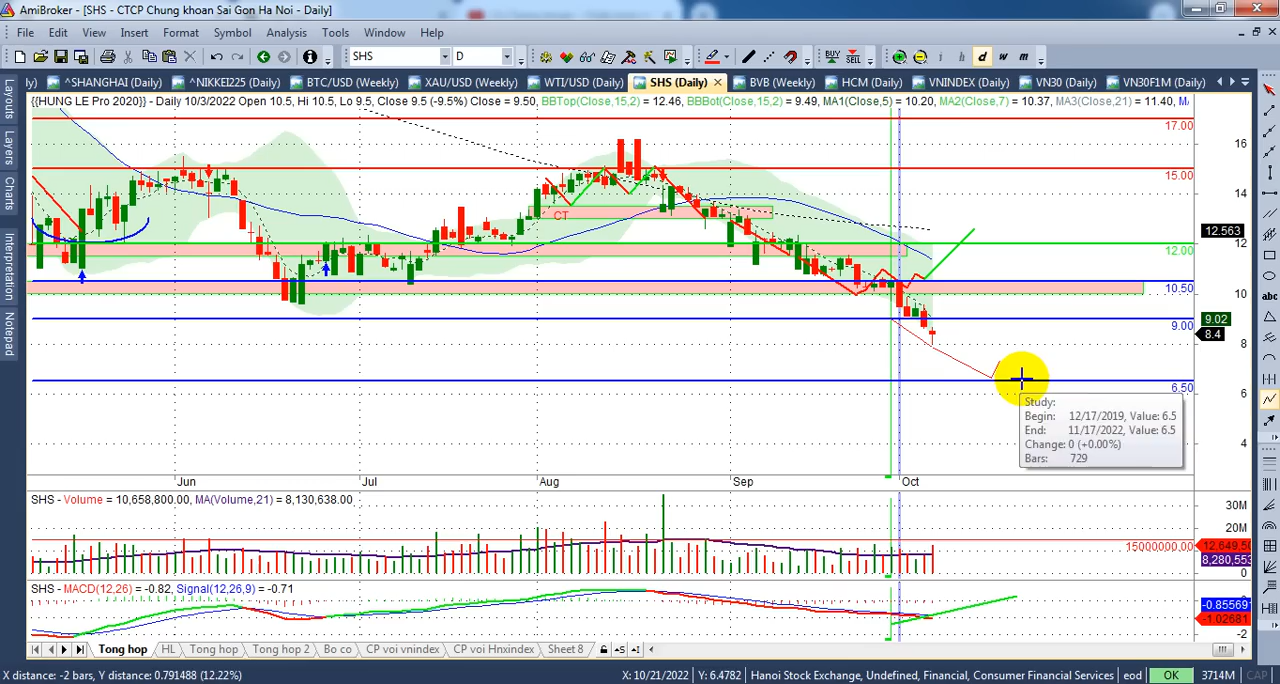 AmiBroker - [SHS - CTCP Chung khoan Sai Gon Ha Noi - Daily]
File Edit View Insert Format Symbol Analysis Tools Window Help
SHS D BUY SELL i h d w m
ly) ^SHANGHAI (Daily) ^NIKKEI225 (Daily) BTC/USD (Weekly) XAU/USD (Weekly) WTI/USD (Daily) SHS (Daily) BVB (Weekly) HCM (Daily) VNINDEX (Daily) VN30 (Daily) VN30F1M (Daily)
{{HUNG LE Pro 2020}} - Daily 10/3/2022 Open 10.5, Hi 10.5, Lo 9.5, Close 9.5 (-9.5%) Close = 9.50, BBTop(Close,15,2) = 12.46, BBBot(Close,15,2) = 9.49, MA1(Close,5) = 10.20, MA2(Close,7) = 10.37, MA3(Close,21) = 11.40,
Layouts
Layers
Charts
Interpretation
Notepad
17.00
16
15.00
14
CT
12.563
12
12.00
10.50
10
9.02
9.00
8.4
8
6.50
6
4
Study:
Begin: 12/17/2019, Value: 6.5
End: 11/17/2022, Value: 6.5
Change: 0 (+0.00%)
Bars: 729
Jun Jul Aug Sep Oct
SHS - Volume = 10,658,800.00, MA(Volume,21) = 8,130,638.00
30M
20M
15000000.00
12,649,50
8,280,553
0
SHS - MACD(12,26) = -0.82, Signal(12,26,9) = -0.71
-0.85569
-1.02681
-2
Tong hop HL Tong hop Tong hop 2 Bo co CP voi vnindex CP voi Hnxindex Sheet 8
X distance: -2 bars, Y distance: 0.791488 (12.22%) X: 10/21/2022 Y: 6.4782 Hanoi Stock Exchange, Undefined, Financial, Consumer Financial Services eod OK 3714M CAP
abc